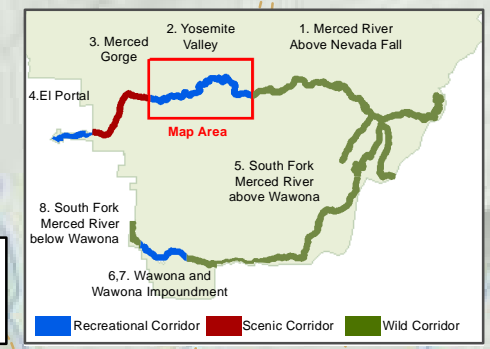 2. Yosemite
Valley
1. Merced River
Above Nevada Fall
3. Merced
Gorge
4.El Portal
Map Area
5. South Fork
Merced River
above Wawona
8. South Fork
Merced River
below Wawona
6,7. Wawona and
Wawona Impoundment
Recreational Corridor
Scenic Corridor
Wild Corridor